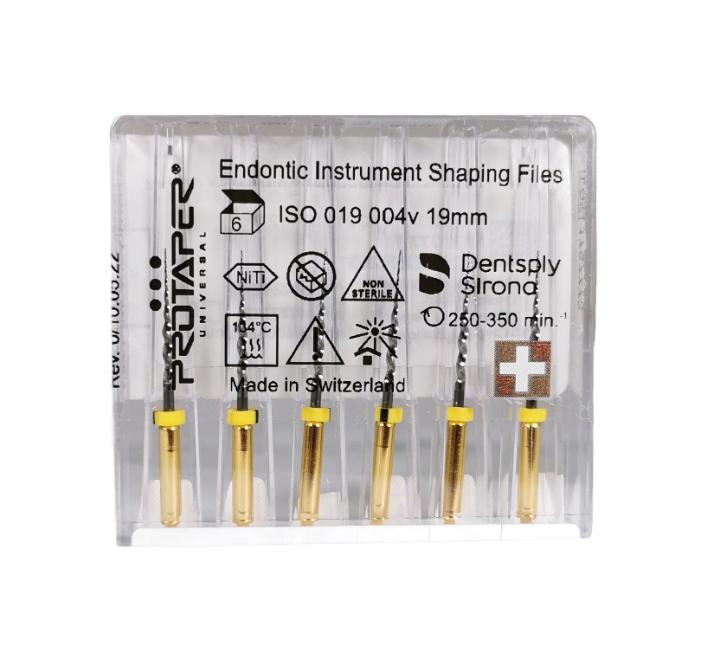 Endontic Instrument Shaping Files
6
ISO 019 004v 19mm
PROTAPER®
UNIVERSAL
NiTi
NON
STERILE
Dentsply
Sirona
134°C
250-350 min.-1
Made in Switzerland